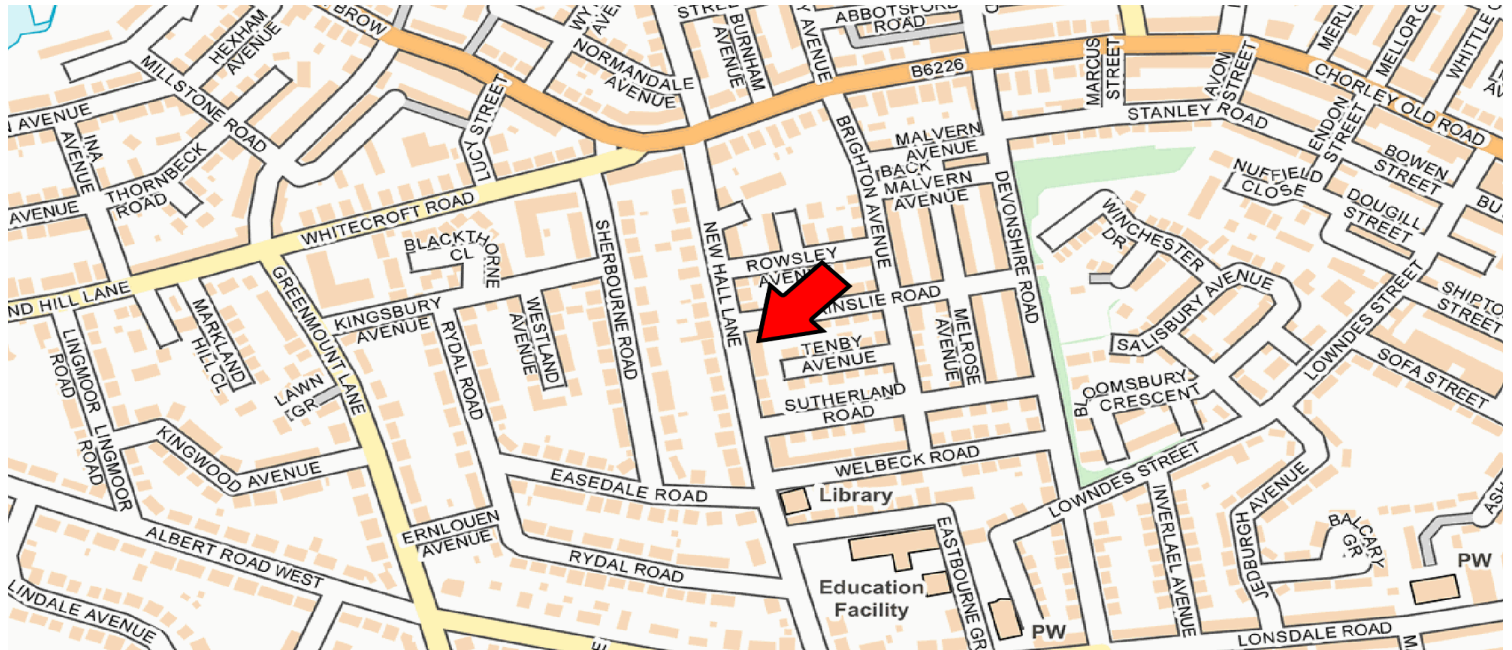 BROW
HEXHAM
AVENUE
MILLSTONE ROAD
AVENUE
INA
AVENUE
THORNBECK
ROAD
AVENUE
LUCY STREET
NORMANDALE
AVENUE
STREET
BURNHAM
AVENUE
AVENUE
ABBOTSFORD
ROAD
B6226
MARCUS
STREET
AVON
STREET
CHORLEY OLD ROAD
STANLEY ROAD
ENDON
STREET
BOWEN
STREET
NUFFIELD
CLOSE
DOUGILL
STREET
MALVERN
AVENUE
BACK
MALVERN
AVENUE
BRIGHTON AVENUE
DEVONSHIRE ROAD
WINCHESTER
DR
SALISBURY AVENUE
LOWNDES STREET
STREET
SOFA STREET
WHITECROFT ROAD
SHERBOURNE ROAD
NEW HALL LANE
ROWSLEY
TENBY
AVENUE
MELROSE
AVENUE
SUTHERLAND
ROAD
WELBECK ROAD
CRESCENT
LOWNDES STREET
HILL LANE
LINGMOOR
ROAD
MARKLAND
HILL CL
GREENMOUNT LANE
KINGSBURY
AVENUE
CL
RYDAL ROAD
WESTLAND
AVENUE
LAWN
GR
LINGMOOR
ROAD
KINGWOOD AVENUE
EASEDALE ROAD
ERNLOUEN
AVENUE
RYDAL ROAD
ALBERT ROAD WEST
LINDALE AVENUE
Library
Education
Facility
EASTBOURNE GR
PW
INVERLAEL AVENUE
JEDBURGH AVENUE
BALCARY
GR
PW
LONSDALE ROAD